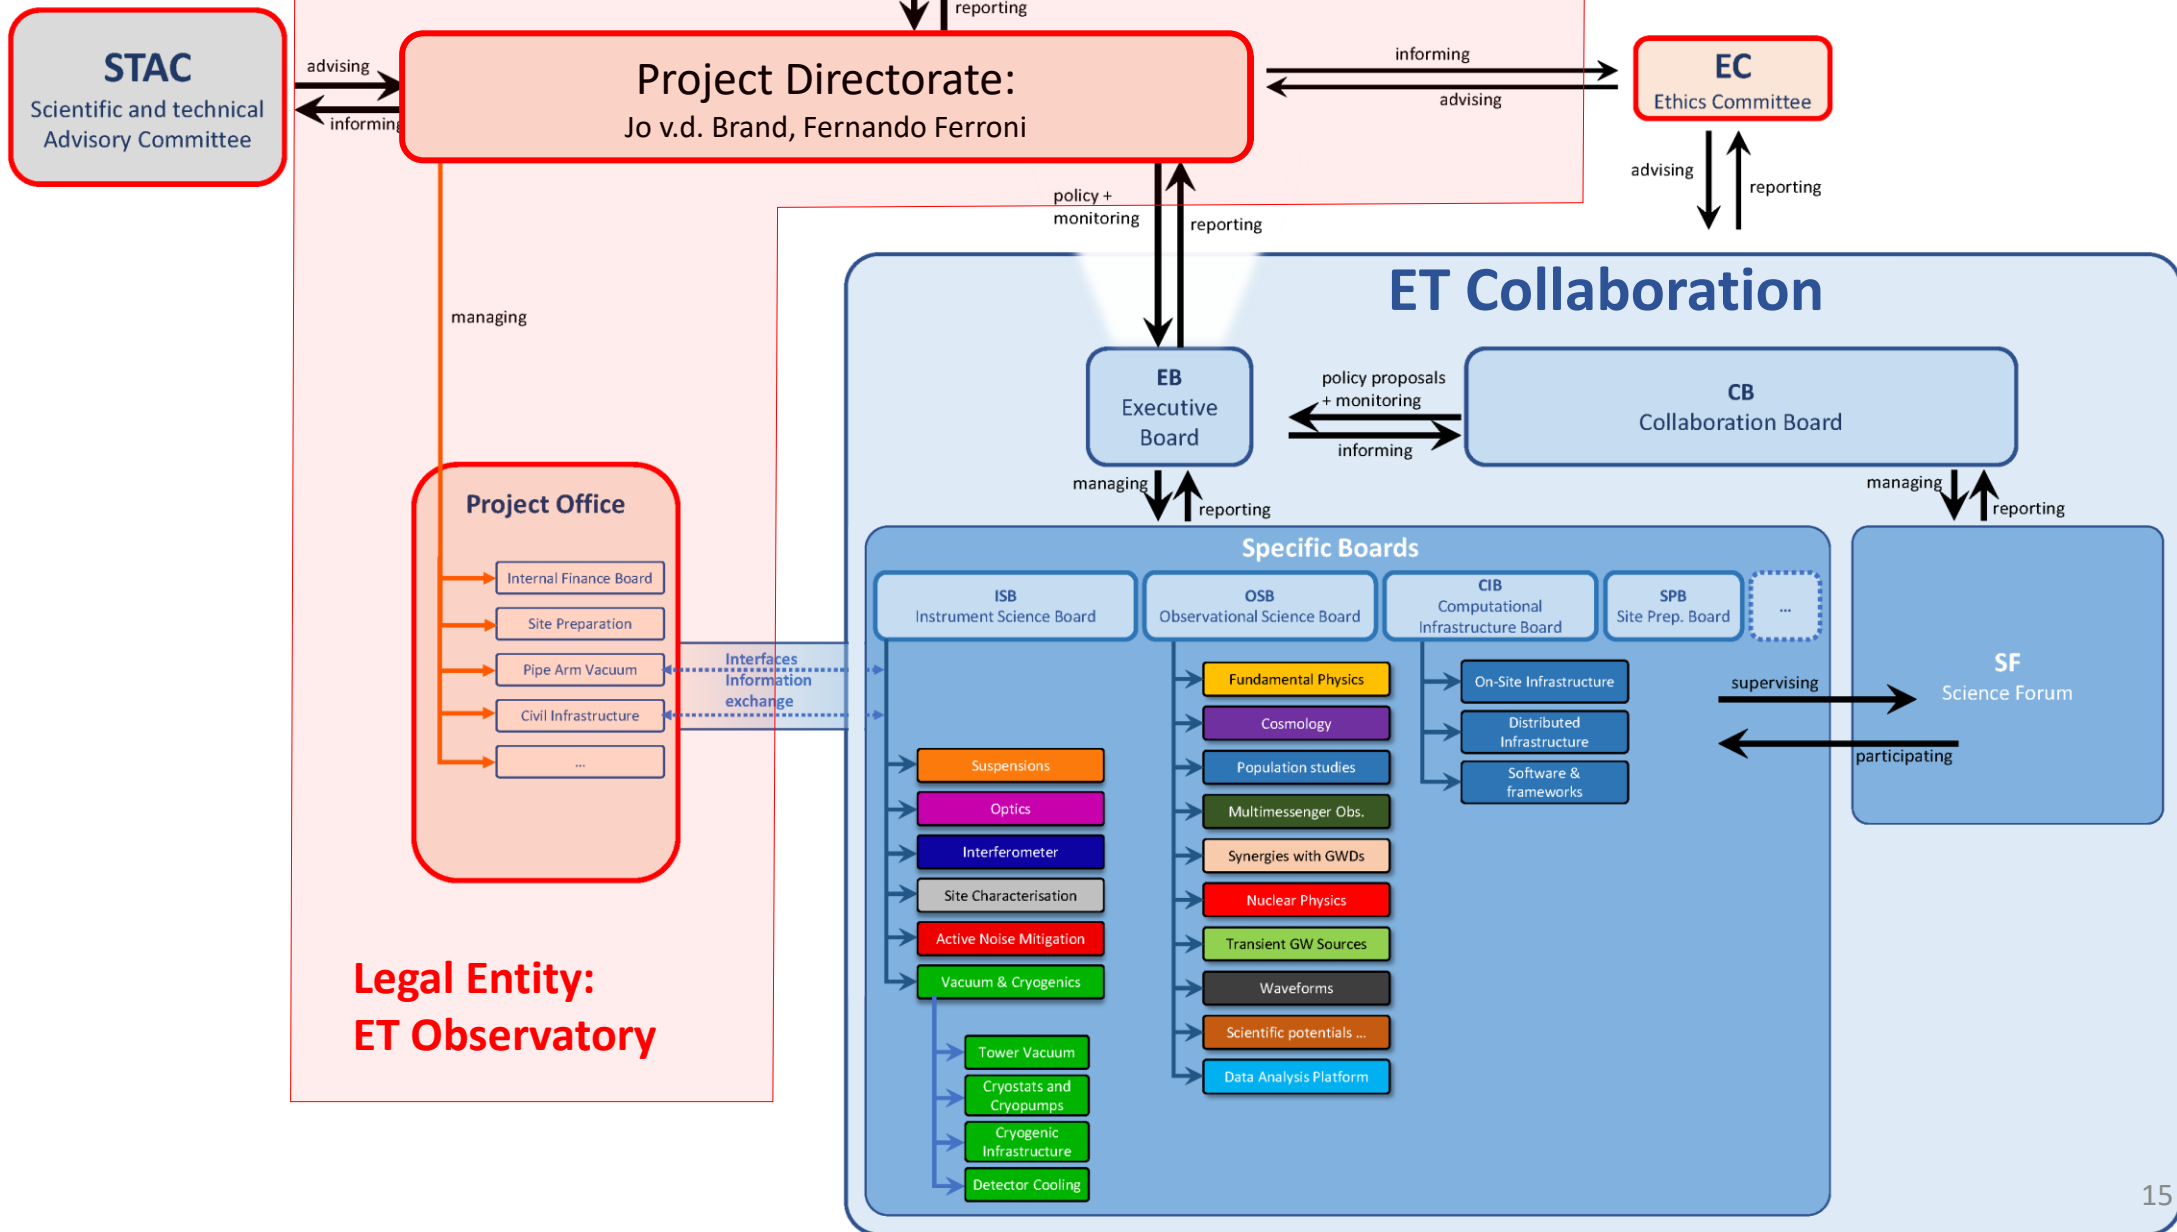 reporting
STAC
Scientific and technical
Advisory Committee
advising
informing
Project Directorate:
Jo v.d. Brand, Fernando Ferroni
informing
advising
EC
Ethics Committee
advising
reporting
policy +
monitoring
reporting
managing
ET Collaboration
EB
Executive
Board
policy proposals
+ monitoring
informing
CB
Collaboration Board
managing
reporting
managing
reporting
Project Office
Internal Finance Board
Site Preparation
Pipe Arm Vacuum
Civil Infrastructure
...
Interfaces
Information
exchange
Legal Entity:
ET Observatory
Specific Boards
ISB
Instrument Science Board
OSB
Observational Science Board
CIB
Computational
Infrastructure Board
SPB
Site Prep. Board
...
Suspensions
Optics
Interferometer
Site Characterisation
Active Noise Mitigation
Vacuum & Cryogenics
Tower Vacuum
Cryostats and
Cryopumps
Cryogenic
Infrastructure
Detector Cooling
Fundamental Physics
Cosmology
Population studies
Multimessenger Obs.
Synergies with GWDs
Nuclear Physics
Transient GW Sources
Waveforms
Scientific potentials ...
Data Analysis Platform
On-Site Infrastructure
Distributed
Infrastructure
Software &
frameworks
supervising
participating
SF
Science Forum
15